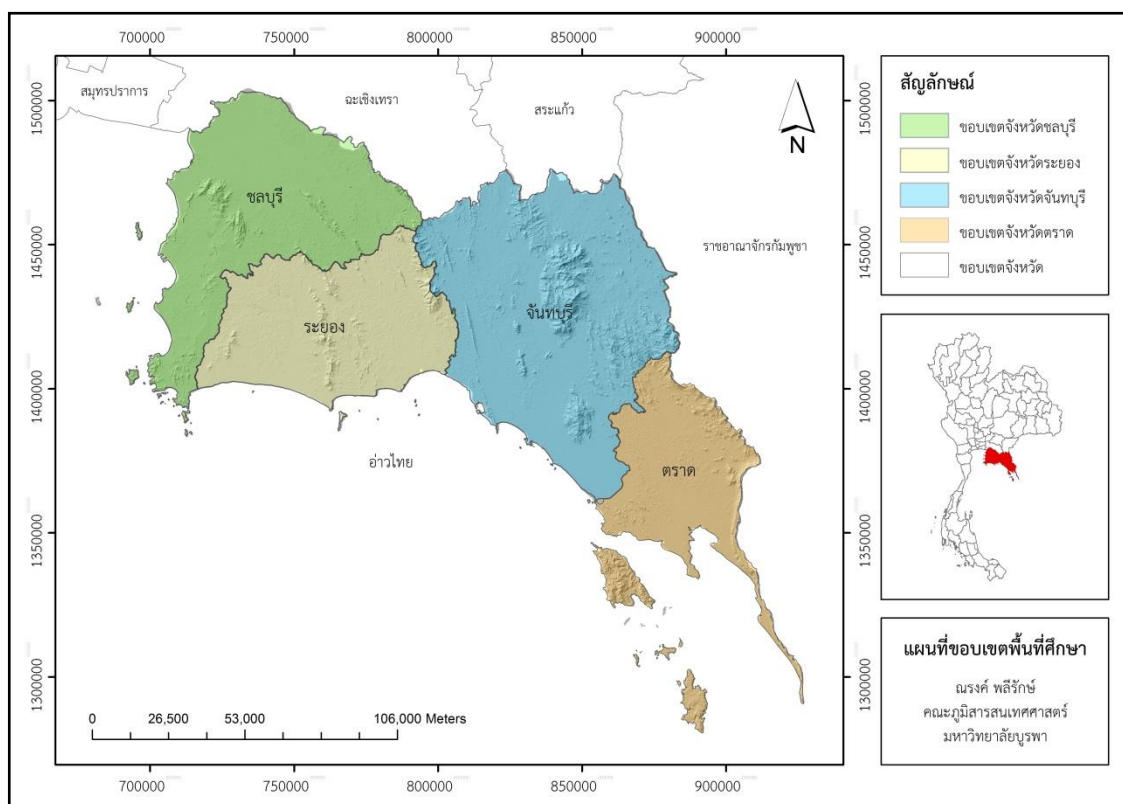 700000 750000 800000 850000 900000
1500000
1450000
1400000
1350000
1300000
สมุทรปราการ
ฉะเชิงเทรา
สระแก้ว
N
ชลบุรี
ราชอาณาจักรกัมพูชา
ระยอง
จันทบุรี
อ่าวไทย
ตราด
0 26,500 53,000 106,000 Meters
1500000
1450000
1400000
1350000
1300000
700000 750000 800000 850000 900000
สัญลักษณ์
ขอบเขตจังหวัดชลบุรี
ขอบเขตจังหวัดระยอง
ขอบเขตจังหวัดจันทบุรี
ขอบเขตจังหวัดตราด
ขอบเขตจังหวัด
แผนที่ขอบเขตพื้นที่ศึกษา
ณรงค์ พลีรักษ์
คณะภูมิสารสนเทศศาสตร์
มหาวิทยาลัยบูรพา